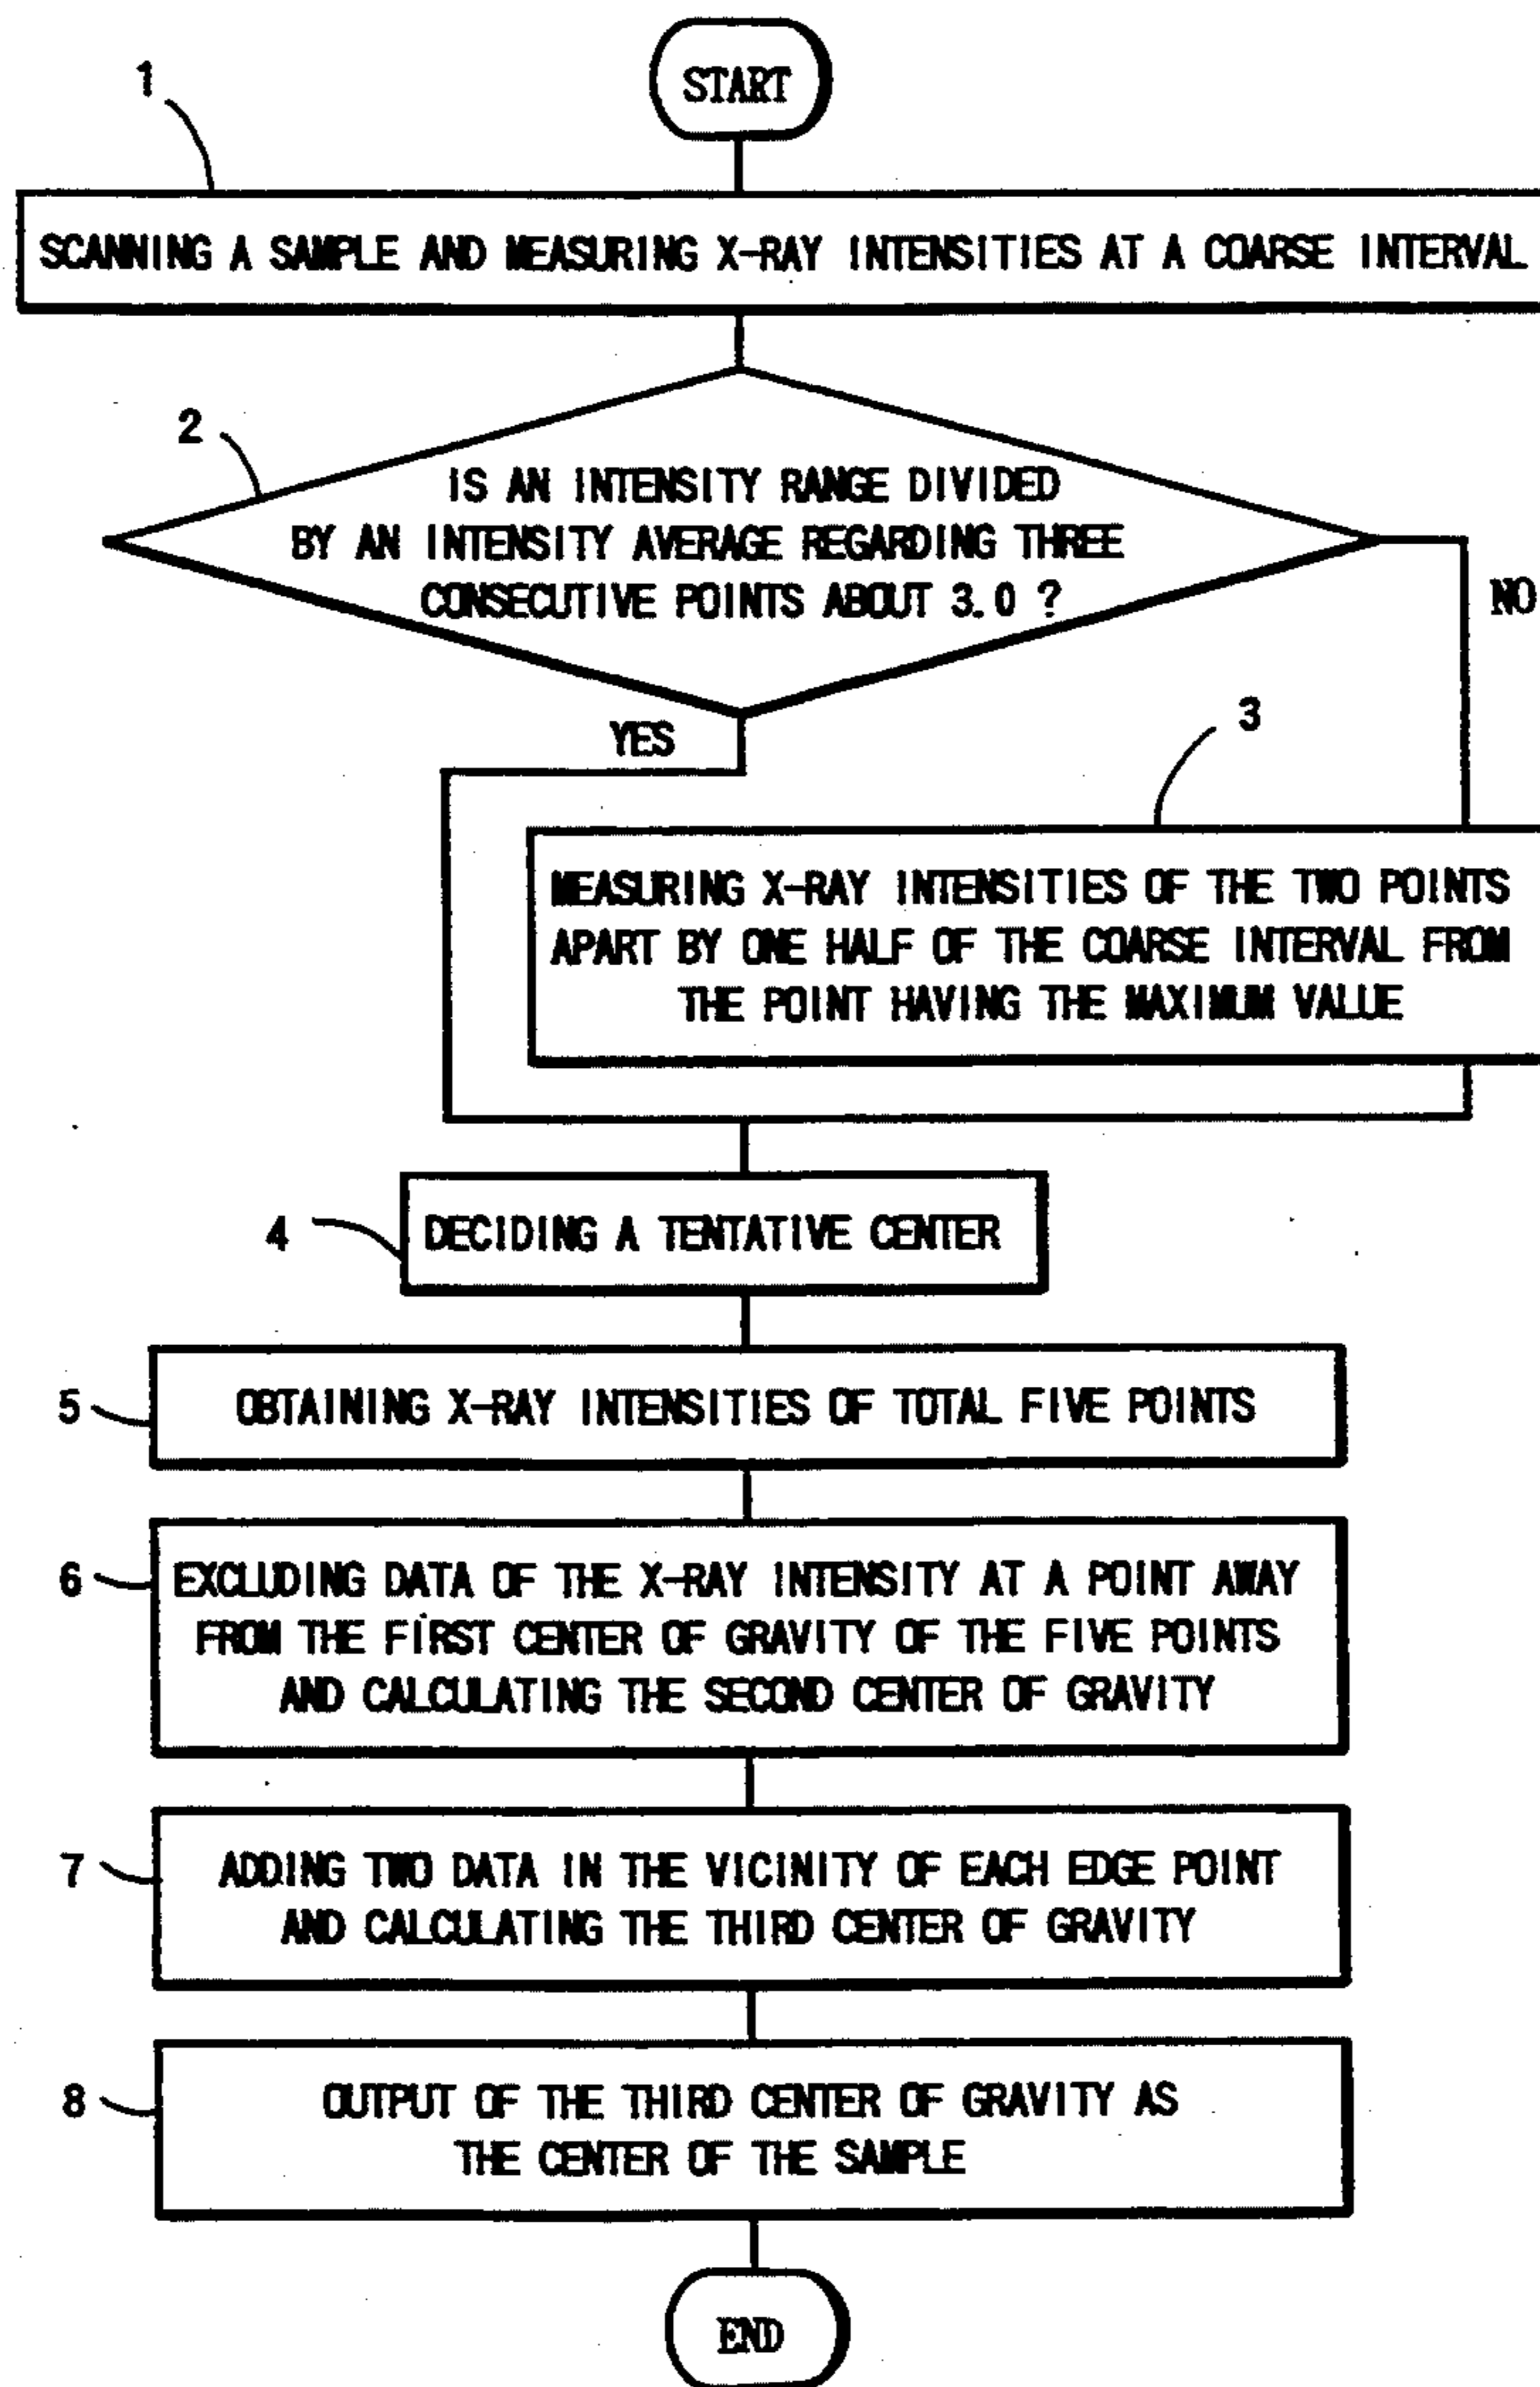 START
1
SCANNING A SAMPLE AND MEASURING X-RAY INTENSITIES AT A COARSE INTERVAL
2
IS AN INTENSITY RANGE DIVIDED
BY AN INTENSITY AVERAGE REGARDING THREE
CONSECUTIVE POINTS ABOUT 3.0 ?
NO
YES
3
MEASURING X-RAY INTENSITIES OF THE TWO POINTS
APART BY ONE HALF OF THE COARSE INTERVAL FROM
THE POINT HAVING THE MAXIMUM VALUE
4
DECIDING A TENTATIVE CENTER
5
OBTAINING X-RAY INTENSITIES OF TOTAL FIVE POINTS
6
EXCLUDING DATA OF THE X-RAY INTENSITY AT A POINT AWAY
FROM THE FIRST CENTER OF GRAVITY OF THE FIVE POINTS
AND CALCULATING THE SECOND CENTER OF GRAVITY
7
ADDING TWO DATA IN THE VICINITY OF EACH EDGE POINT
AND CALCULATING THE THIRD CENTER OF GRAVITY
8
OUTPUT OF THE THIRD CENTER OF GRAVITY AS
THE CENTER OF THE SAMPLE
END